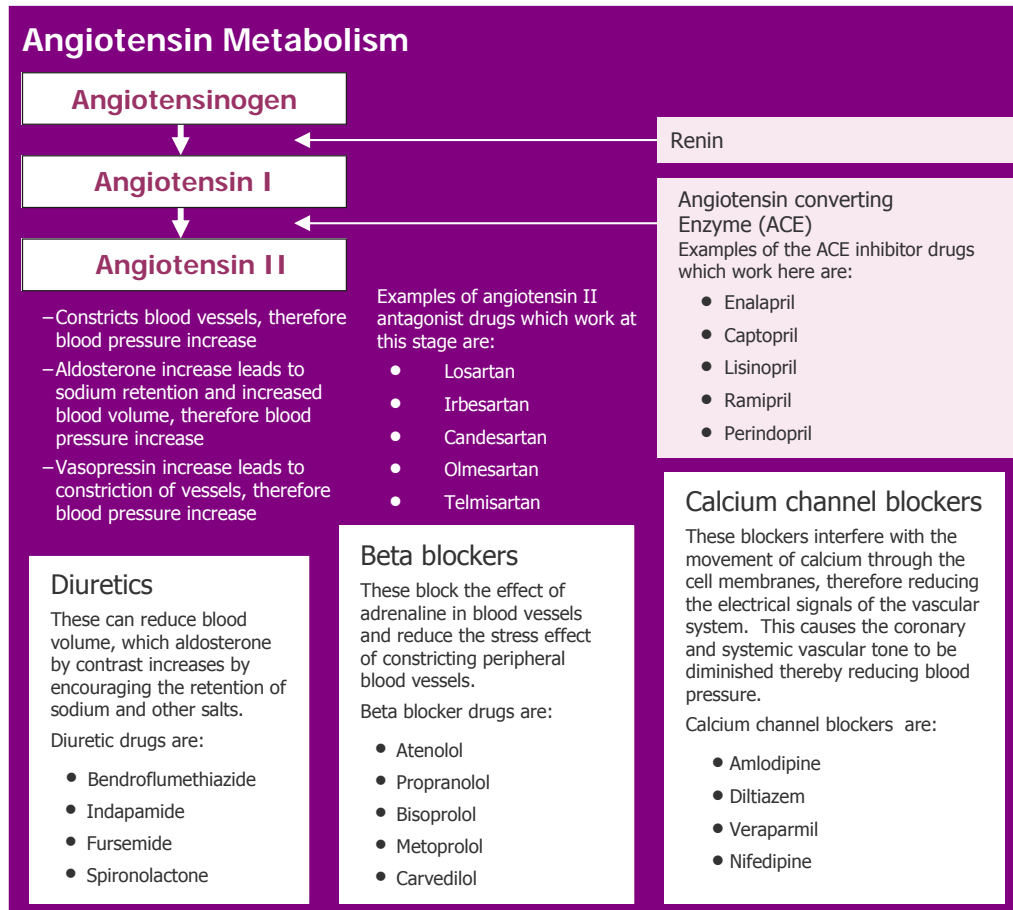 Angiotensin Metabolism
Angiotensinogen
Renin
Angiotensin I
Angiotensin converting
Enzyme (ACE)
Examples of the ACE inhibitor drugs
which work here are:
• Enalapril
• Captopril
• Lisinopril
• Ramipril
• Perindopril
Angiotensin II
–Constricts blood vessels, therefore
blood pressure increase
–Aldosterone increase leads to
sodium retention and increased
blood volume, therefore blood
pressure increase
–Vasopressin increase leads to
constriction of vessels, therefore
blood pressure increase
Examples of angiotensin II
antagonist drugs which work at
this stage are:
• Losartan
• Irbesartan
• Candesartan
• Olmesartan
• Telmisartan
Diuretics
These can reduce blood
volume, which aldosterone
by contrast increases by
encouraging the retention of
sodium and other salts.
Diuretic drugs are:
• Bendroflumethiazide
• Indapamide
• Fursemide
• Spironolactone
Beta blockers
These block the effect of
adrenaline in blood vessels
and reduce the stress effect
of constricting peripheral
blood vessels.
Beta blocker drugs are:
• Atenolol
• Propranolol
• Bisoprolol
• Metoprolol
• Carvedilol
Calcium channel blockers
These blockers interfere with the
movement of calcium through the
cell membranes, therefore reducing
the electrical signals of the vascular
system.  This causes the coronary
and systemic vascular tone to be
diminished thereby reducing blood
pressure.
Calcium channel blockers  are:
• Amlodipine
• Diltiazem
• Veraparmil
• Nifedipine